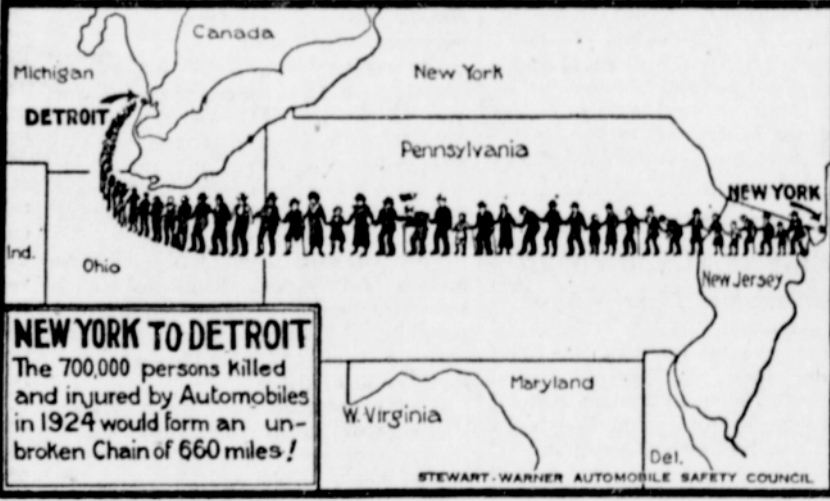 Canada
Michigan
New York
DETROIT
Pennsylvania
NEW YORK
Ind.
Ohio
New Jersey
NEW YORK TO DETROIT
The 700,000 persons Killed
and injured by Automobiles
in 1924 would form an un-
broken Chain of 660 miles!
Maryland
W. Virginia
Del.
STEWART-WARNER AUTOMOBILE SAFETY COUNCIL